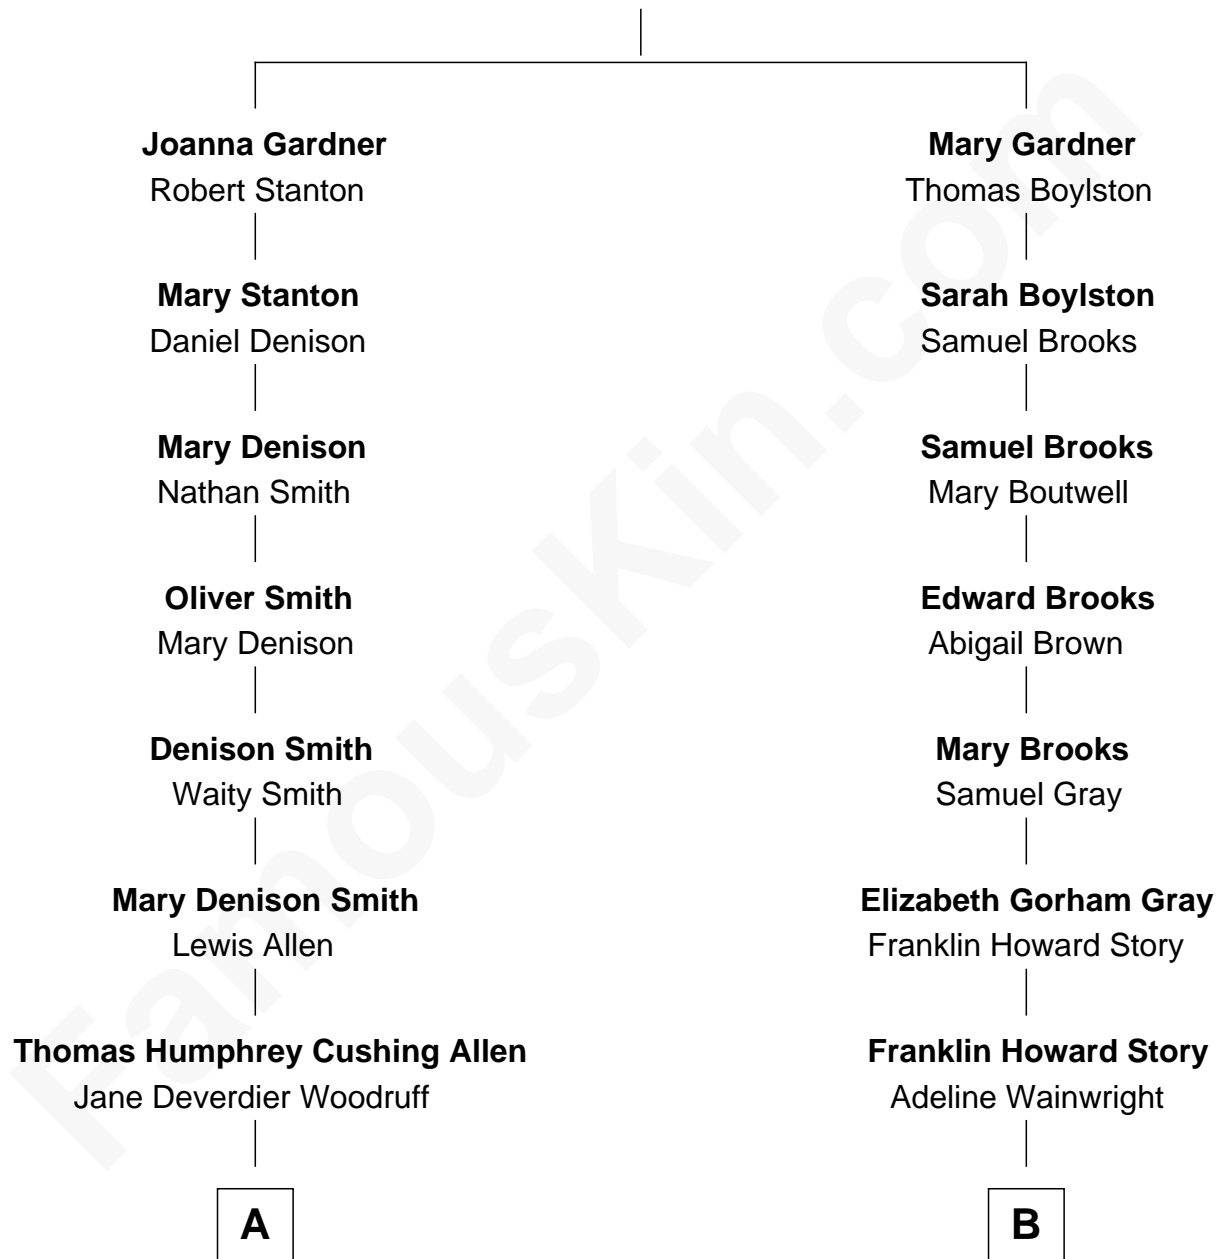 Joanna Gardner
Robert Stanton
Mary Stanton
Daniel Denison
Mary Denison
Nathan Smith
Oliver Smith
Mary Denison
Denison Smith
Waity Smith
Mary Denison Smith
Lewis Allen
Thomas Humphrey Cushing Allen
Jane Deverdier Woodruff
A
Mary Gardner
Thomas Boylston
Sarah Boylston
Samuel Brooks
Samuel Brooks
Mary Boutwell
Edward Brooks
Abigail Brown
Mary Brooks
Samuel Gray
Elizabeth Gorham Gray
Franklin Howard Story
Franklin Howard Story
Adeline Wainwright
B
FamousKin.com